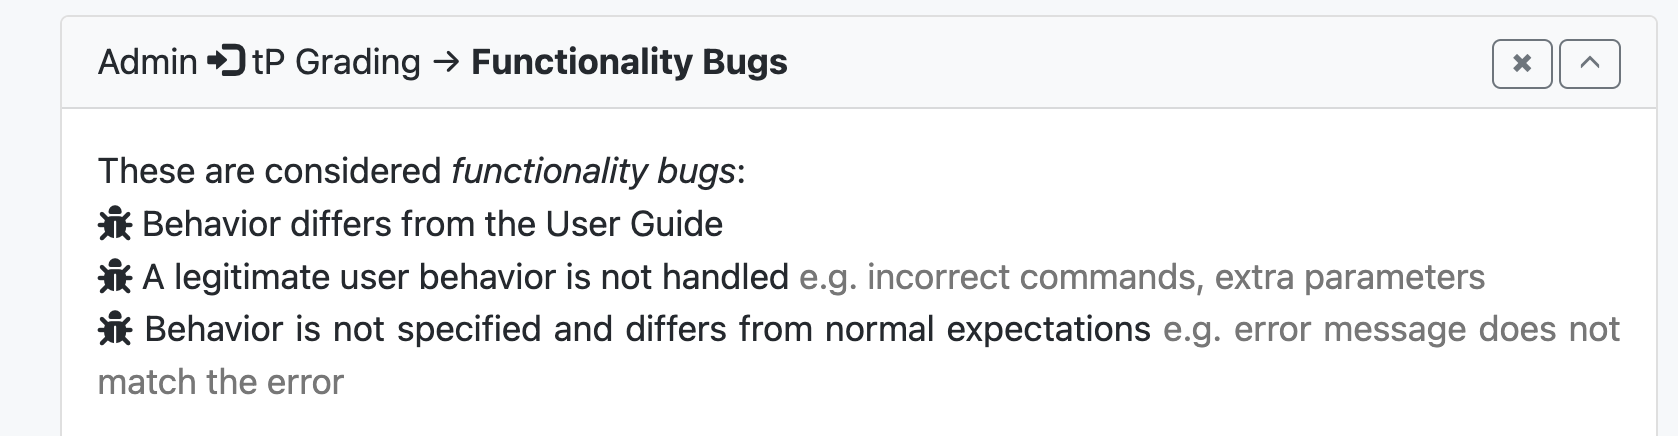 Admin tP Grading → Functionality Bugs
These are considered functionality bugs:
Behavior differs from the User Guide
A legitimate user behavior is not handled e.g. incorrect commands, extra parameters
Behavior is not specified and differs from normal expectations e.g. error message does not
match the error